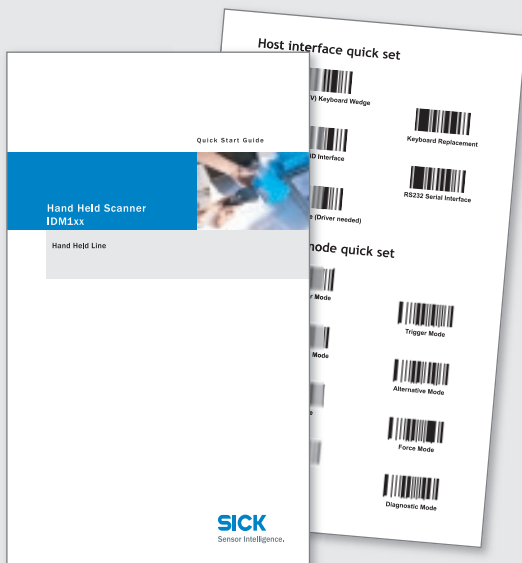 Quick Start Guide
Hand Held Scanner
IDM1xx
Hand Held Line
SICK
Sensor Intelligence.
Host interface quick set
V) Keyboard Wedge
Keyboard Replacement
ID Interface
RS232 Serial Interface
e (Driver needed)
node quick set
r Mode
Trigger Mode
Mode
Alternative Mode
Force Mode
Diagnostic Mode